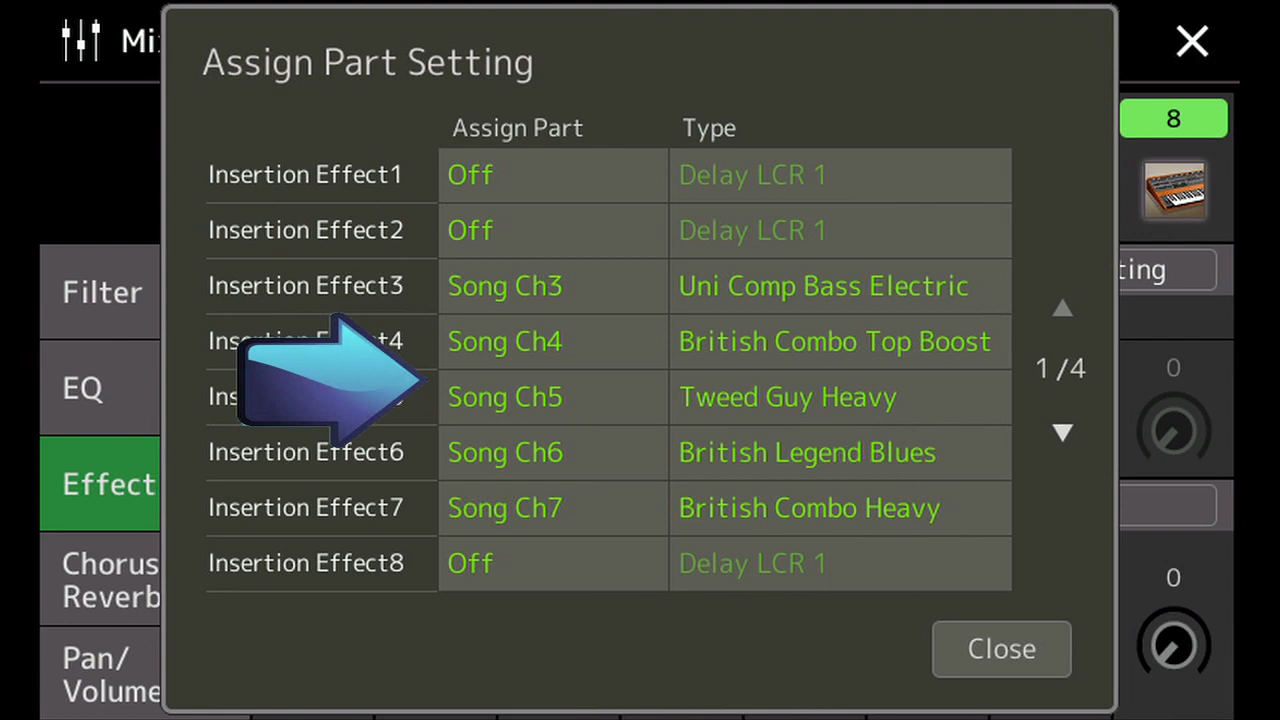 Mi
Assign Part Setting
8
Assign Part Type
Insertion Effect1 Off Delay LCR 1
Insertion Effect2 Off Delay LCR 1
Insertion Effect3 Song Ch3 Uni Comp Bass Electric
4 Song Ch4 British Combo Top Boost
Song Ch5 Tweed Guy Heavy
Insertion Effect6 Song Ch6 British Legend Blues
Insertion Effect7 Song Ch7 British Combo Heavy
Insertion Effect8 Off Delay LCR 1
1/4
Close
Filter
EQ
Effect
Chorus
Reverb
Pan/
Volume
ting
0
0